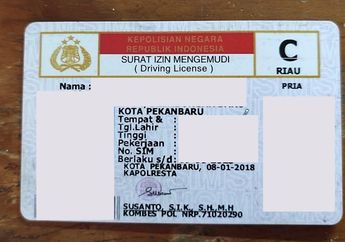 KEPOLISIAN NEGARA
REPUBLIK INDONESIA
SURAT IZIN MENGEMUDI
( Driving License )
C
RIAU
Nama :
PRIA
KOTA PEKANBARU
Tempat & :
Tgl.Lahir
Tinggi :
Pekerjaan :
No. SIM :
Berlaku s/d :
KOTA PEKANBARU, 08-01-2018
KAPOLRESTA
SUSANTO, S.I.K., S.H,M.H
KOMBES POL NRP.71020290